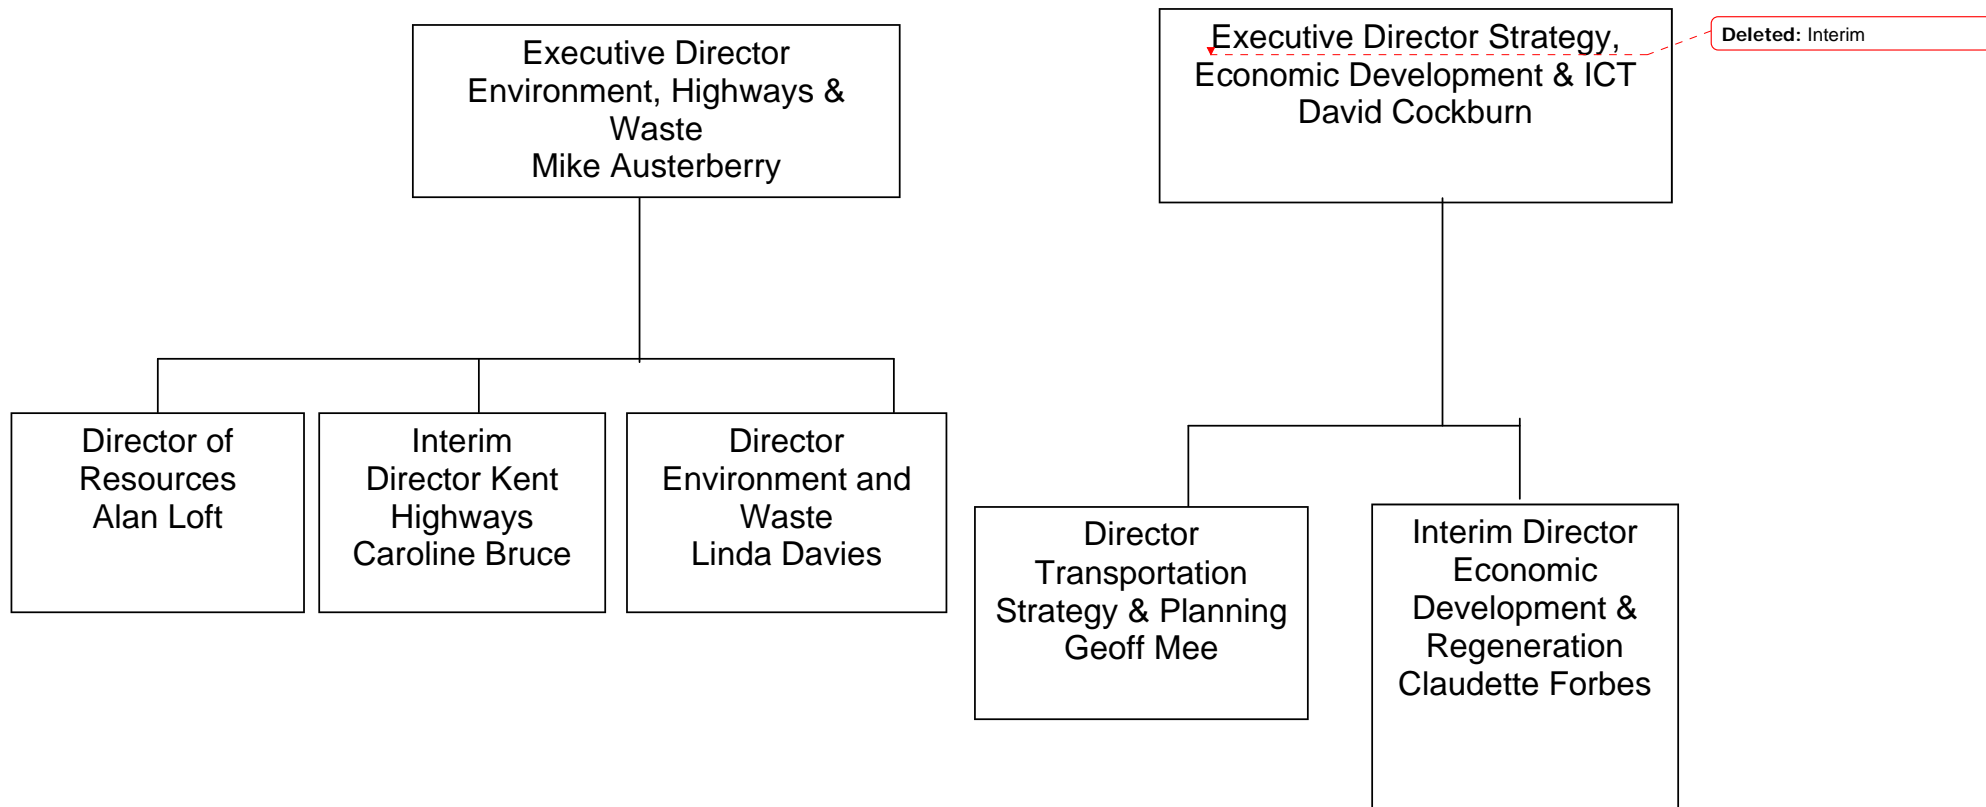 Executive Director
Environment, Highways &
Waste
Mike Austerberry
Executive Director Strategy,
Economic Development & ICT
David Cockburn
Deleted: Interim
Director of
Resources
Alan Loft
Interim
Director Kent
Highways
Caroline Bruce
Director
Environment and
Waste
Linda Davies
Director
Transportation
Strategy & Planning
Geoff Mee
Interim Director
Economic
Development &
Regeneration
Claudette Forbes